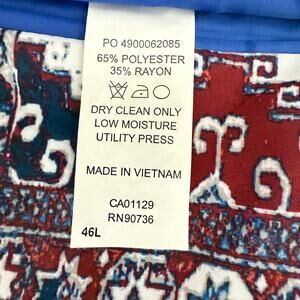 PO 4900062085
65% POLYESTER
35% RAYON
DRY CLEAN ONLY
LOW MOISTURE
UTILITY PRESS
MADE IN VIETNAM
CA01129
RN90736
46L